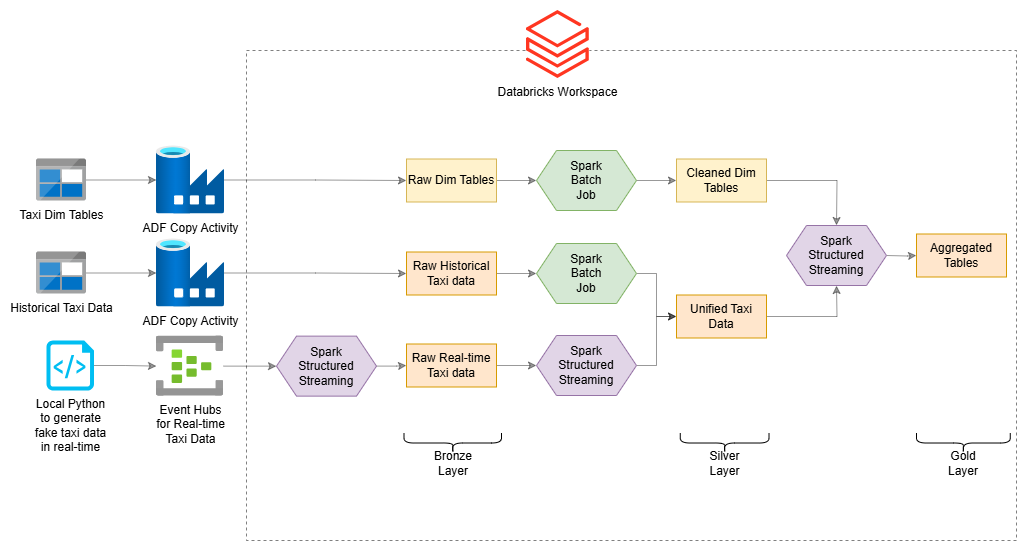 Databricks Workspace
Taxi Dim Tables
ADF Copy Activity
Raw Dim Tables
Spark
Batch
Job
Cleaned Dim
Tables
Historical Taxi Data
ADF Copy Activity
Raw Historical
Taxi data
Spark
Batch
Job
Spark
Structured
Streaming
Aggregated
Tables
Unified Taxi
Data
Local Python
to generate
fake taxi data
in real-time
Event Hubs
for Real-time
Taxi Data
Spark
Structured
Streaming
Raw Real-time
Taxi data
Spark
Structured
Streaming
Bronze
Layer
Silver
Layer
Gold
Layer